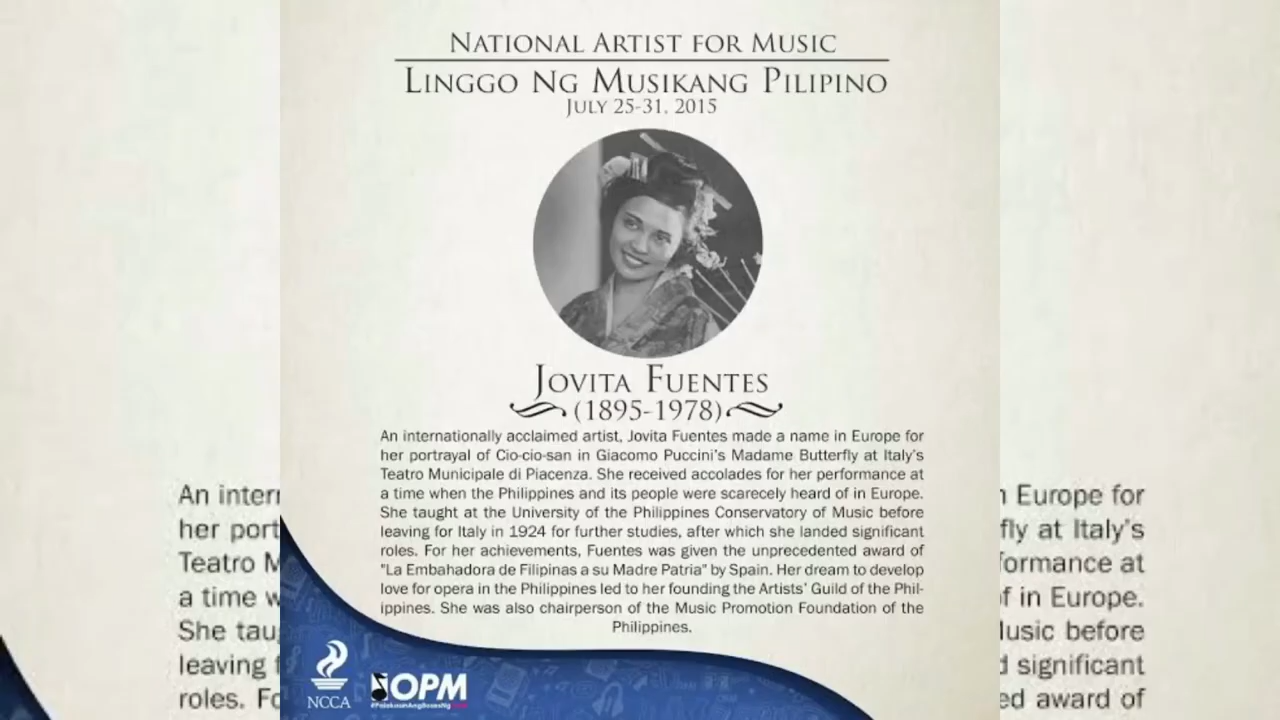 NATIONAL ARTIST FOR MUSIC
LINGGO NG MUSIKANG PILIPINO
JULY 25-31, 2015
JOVITA FUENTES
(1895-1978)
An internationally acclaimed artist, Jovita Fuentes made a name in Europe for
her portrayal of Cio-cio-san in Giacomo Puccini's Madame Butterfly at Italy's
Teatro Municipale di Piacenza. She received accolades for her performance at
a time when the Philippines and its people were scarecely heard of in Europe.
She taught at the University of the Philippines Conservatory of Music before
leaving for Italy in 1924 for further studies, after which she landed significant
roles. For her achievements, Fuentes was given the unprecedented award of
"La Embahadora de Filipinas a su Madre Patria" by Spain. Her dream to develop
love for opera in the Philippines led to her founding the Artists' Guild of the Phil-
ippines. She was also chairperson of the Music Promotion Foundation of the
Philippines.
An inter
her port
Teatro M
a time w
She tau
leaving
roles. Fo
n Europe for
fly at Italy's
formance at
f in Europe.
Music before
d significant
ed award of
NCCA
OPM